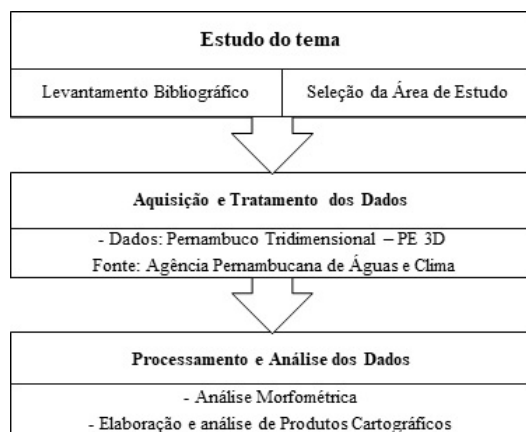 Estudo do tema
Levantamento Bibliográfico
Seleção da Área de Estudo
Aquisição e Tratamento dos Dados
- Dados: Pernambuco Tridimensional – PE 3D
Fonte: Agência Pernambucana de Águas e Clima
Processamento e Análise dos Dados
- Análise Morfométrica
- Elaboração e análise de Produtos Cartográficos